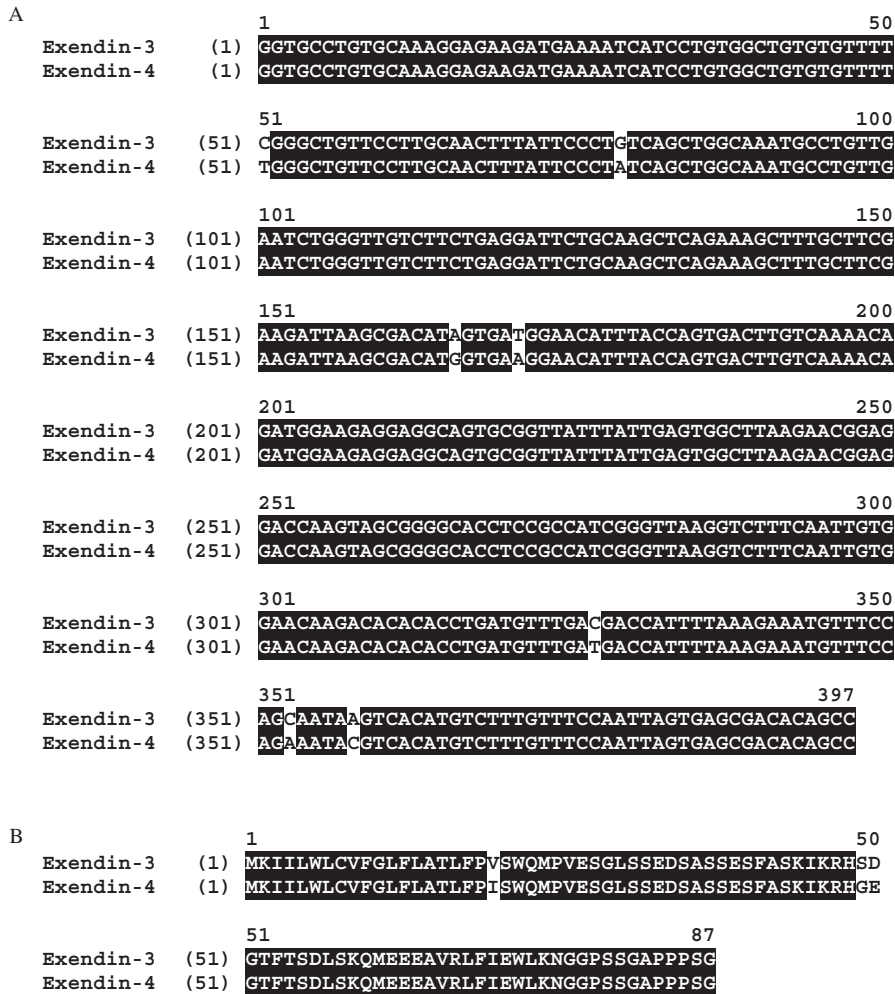 A
1 50
Exendin-3 (1) GGTGCCTGTGCAAAGGAGAAGATGAAAATCATCCTGTGGCTGTGTGTTTT
Exendin-4 (1) GGTGCCTGTGCAAAGGAGAAGATGAAAATCATCCTGTGGCTGTGTGTTTT
51 100
Exendin-3 (51) CGGGCTGTTCCTTGCAACTTTATTCCCTGTCAGCTGGCAAATGCCTGTTG
Exendin-4 (51) TGGGCTGTTCCTTGCAACTTTATTCCCTATCAGCTGGCAAATGCCTGTTG
101 150
Exendin-3 (101) AATCTGGGTTGTCTTCTGAGGATTCTGCAAGCTCAGAAAGCTTTGCTTCG
Exendin-4 (101) AATCTGGGTTGTCTTCTGAGGATTCTGCAAGCTCAGAAAGCTTTGCTTCG
151 200
Exendin-3 (151) AAGATTAAGCGACATAGTGATGGAACATTTACCAGTGACTTGTCAAAACA
Exendin-4 (151) AAGATTAAGCGACATGGTGAAGGAACATTTACCAGTGACTTGTCAAAACA
201 250
Exendin-3 (201) GATGGAAGAGGAGGCAGTGCGGTTATTTATTGAGTGGCTTAAGAACGGAG
Exendin-4 (201) GATGGAAGAGGAGGCAGTGCGGTTATTTATTGAGTGGCTTAAGAACGGAG
251 300
Exendin-3 (251) GACCAAGTAGCGGGGCACCTCCGCCATCGGGTTAAGGTCTTTCAATTGTG
Exendin-4 (251) GACCAAGTAGCGGGGCACCTCCGCCATCGGGTTAAGGTCTTTCAATTGTG
301 350
Exendin-3 (301) GAACAAGACACACACCTGATGTTTGACGACCATTTTAAAGAAATGTTTCC
Exendin-4 (301) GAACAAGACACACACCTGATGTTTGATGACCATTTTAAAGAAATGTTTCC
351 397
Exendin-3 (351) AGCAATAAGTCACATGTCTTTGTTTCCAATTAGTGAGCGACACAGCC
Exendin-4 (351) AGAAATACGTCACATGTCTTTGTTTCCAATTAGTGAGCGACACAGCC
B
1 50
Exendin-3 (1) MKIILWLCVFGLFLATLFPVSWQMPVESGLSSEDSASSESFASKIKRHSD
Exendin-4 (1) MKIILWLCVFGLFLATLFPISWQMPVESGLSSEDSASSESFASKIKRHGE
51 87
Exendin-3 (51) GTFTSDLSKQMEEEAVRLFIEWLKNGGPSSGAPPPSG
Exendin-4 (51) GTFTSDLSKQMEEEAVRLFIEWLKNGGPSSGAPPPSG